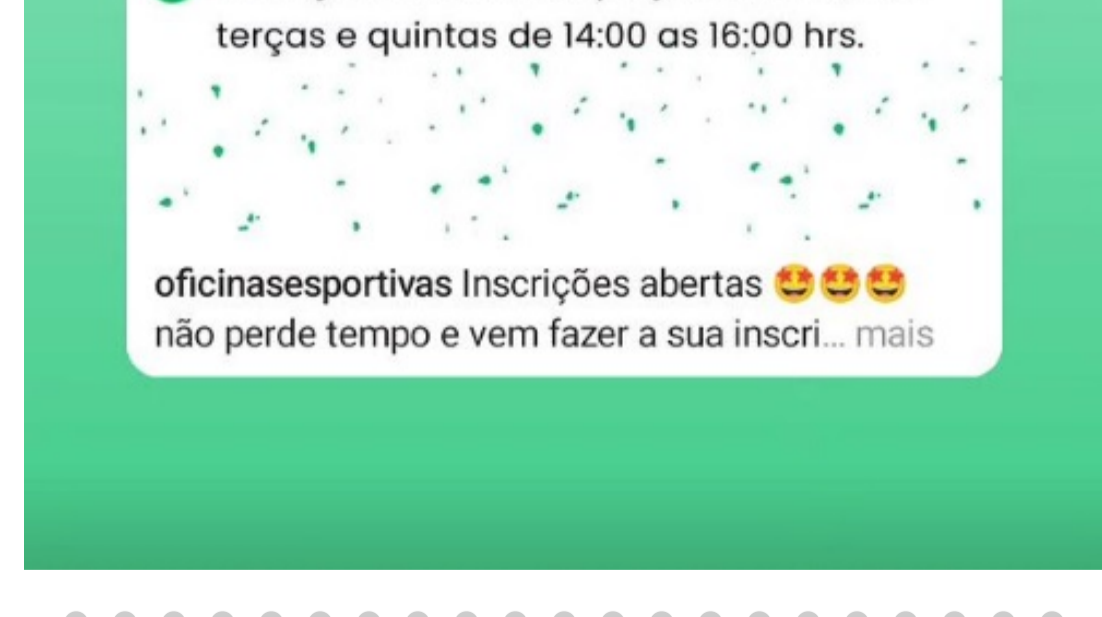 terças e quintas de 14:00 as 16:00 hrs.
oficinasesportivas Inscrições abertas 🤩🤩🤩
não perde tempo e vem fazer a sua inscri... mais